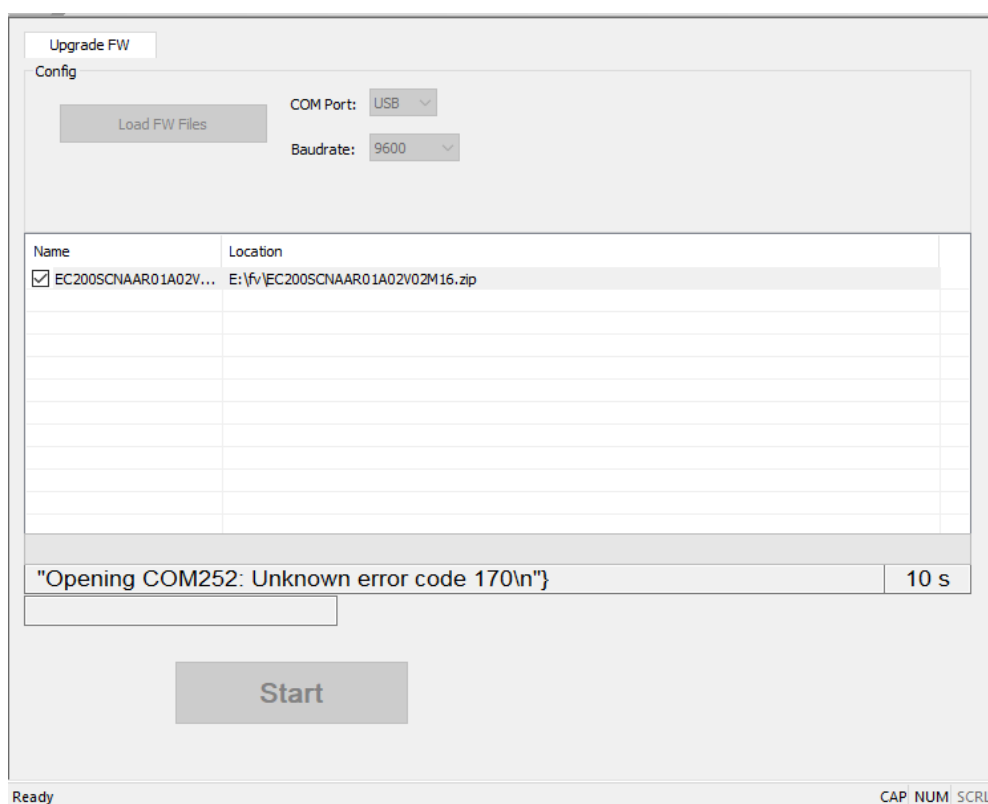 Upgrade FW
Config
Load FW Files
COM Port: USB
Baudrate: 9600
Name Location
EC200SCNAAR01A02V... E:\fv\EC200SCNAAR01A02V02M16.zip
"Opening COM252: Unknown error code 170\n"} 10 s
Start
Ready CAP NUM SCRL